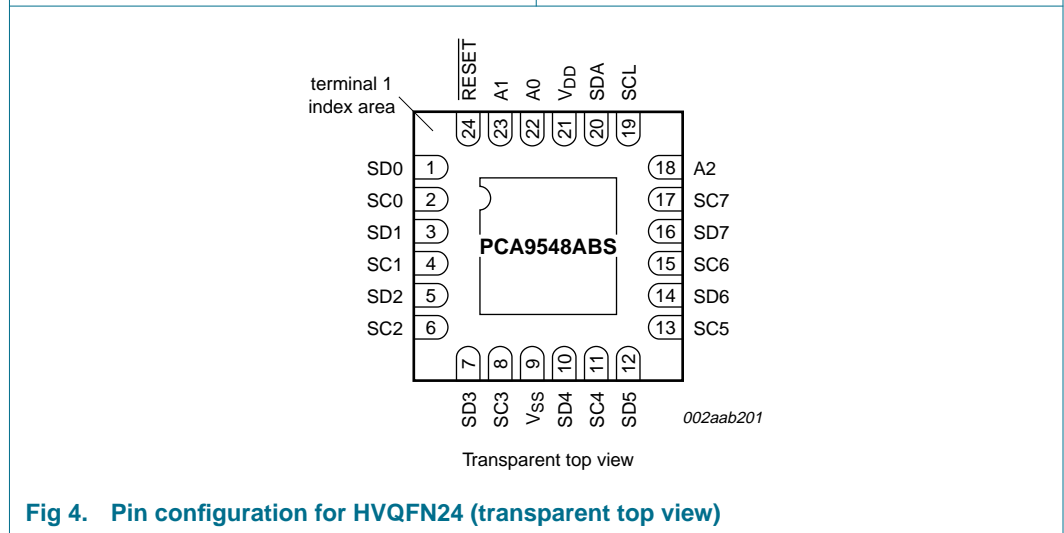 RESET A1 A0 VDD SDA SCL
terminal 1
index area
24 23 22 21 20 19
SD0 1 18 A2
SC0 2 17 SC7
SD1 3 16 SD7
PCA9548ABS
SC1 4 15 SC6
SD2 5 14 SD6
SC2 6 13 SC5
7 8 9 10 11 12
SD3 SC3 VSS SD4 SC4 SD5
002aab201
Transparent top view
Fig 4. Pin configuration for HVQFN24 (transparent top view)